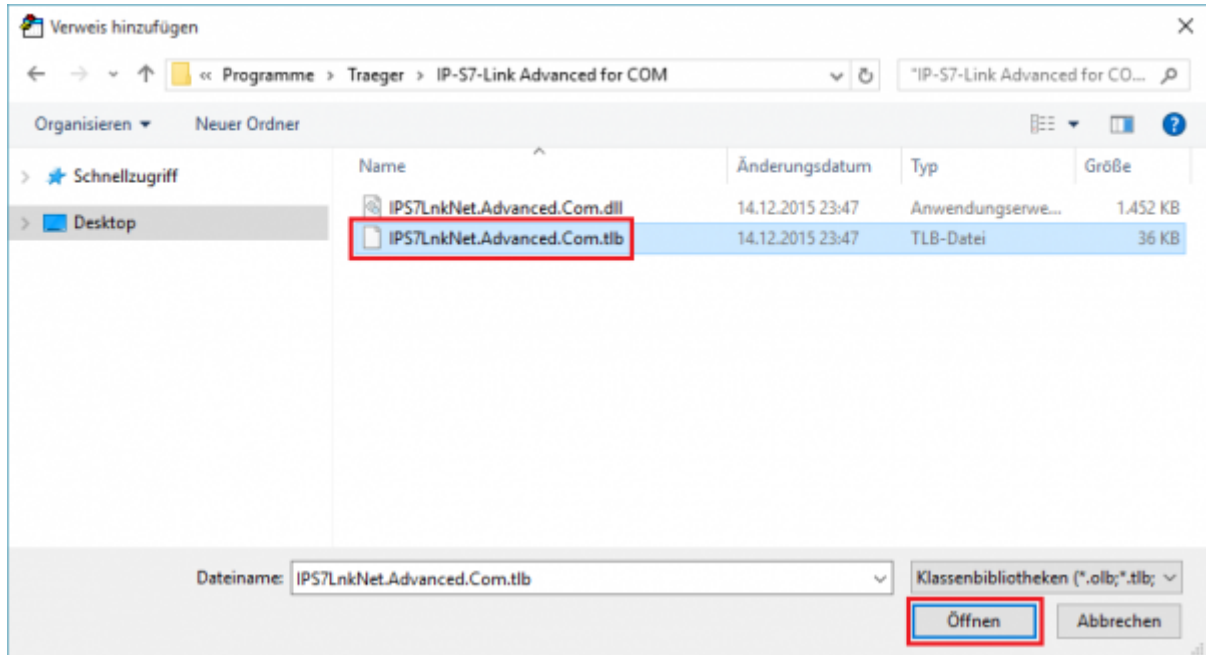 Verweis hinzufügen
« Programme > Traeger > IP-S7-Link Advanced for COM
"IP-S7-Link Advanced for CO...
Organisieren Neuer Ordner
Name Änderungsdatum Typ Größe
Schnellzugriff
Desktop
IPS7LnkNet.Advanced.Com.dll 14.12.2015 23:47 Anwendungserwe... 1.452 KB
IPS7LnkNet.Advanced.Com.tlb 14.12.2015 23:47 TLB-Datei 36 KB
Dateiname: IPS7LnkNet.Advanced.Com.tlb Klassenbibliotheken (*.olb;*.tlb;
Öffnen Abbrechen